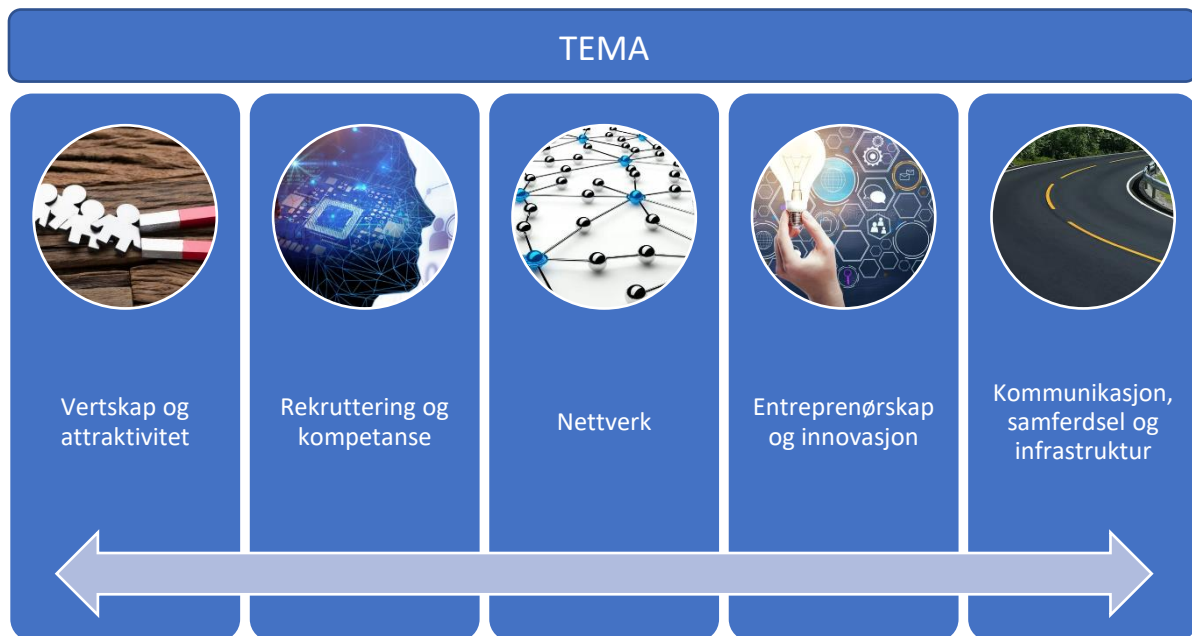 TEMA
Vertskap og
attraktivitet
Rekruttering og
kompetanse
Nettverk
Entreprenørskap
og innovasjon
Kommunikasjon,
samferdsel og
infrastruktur